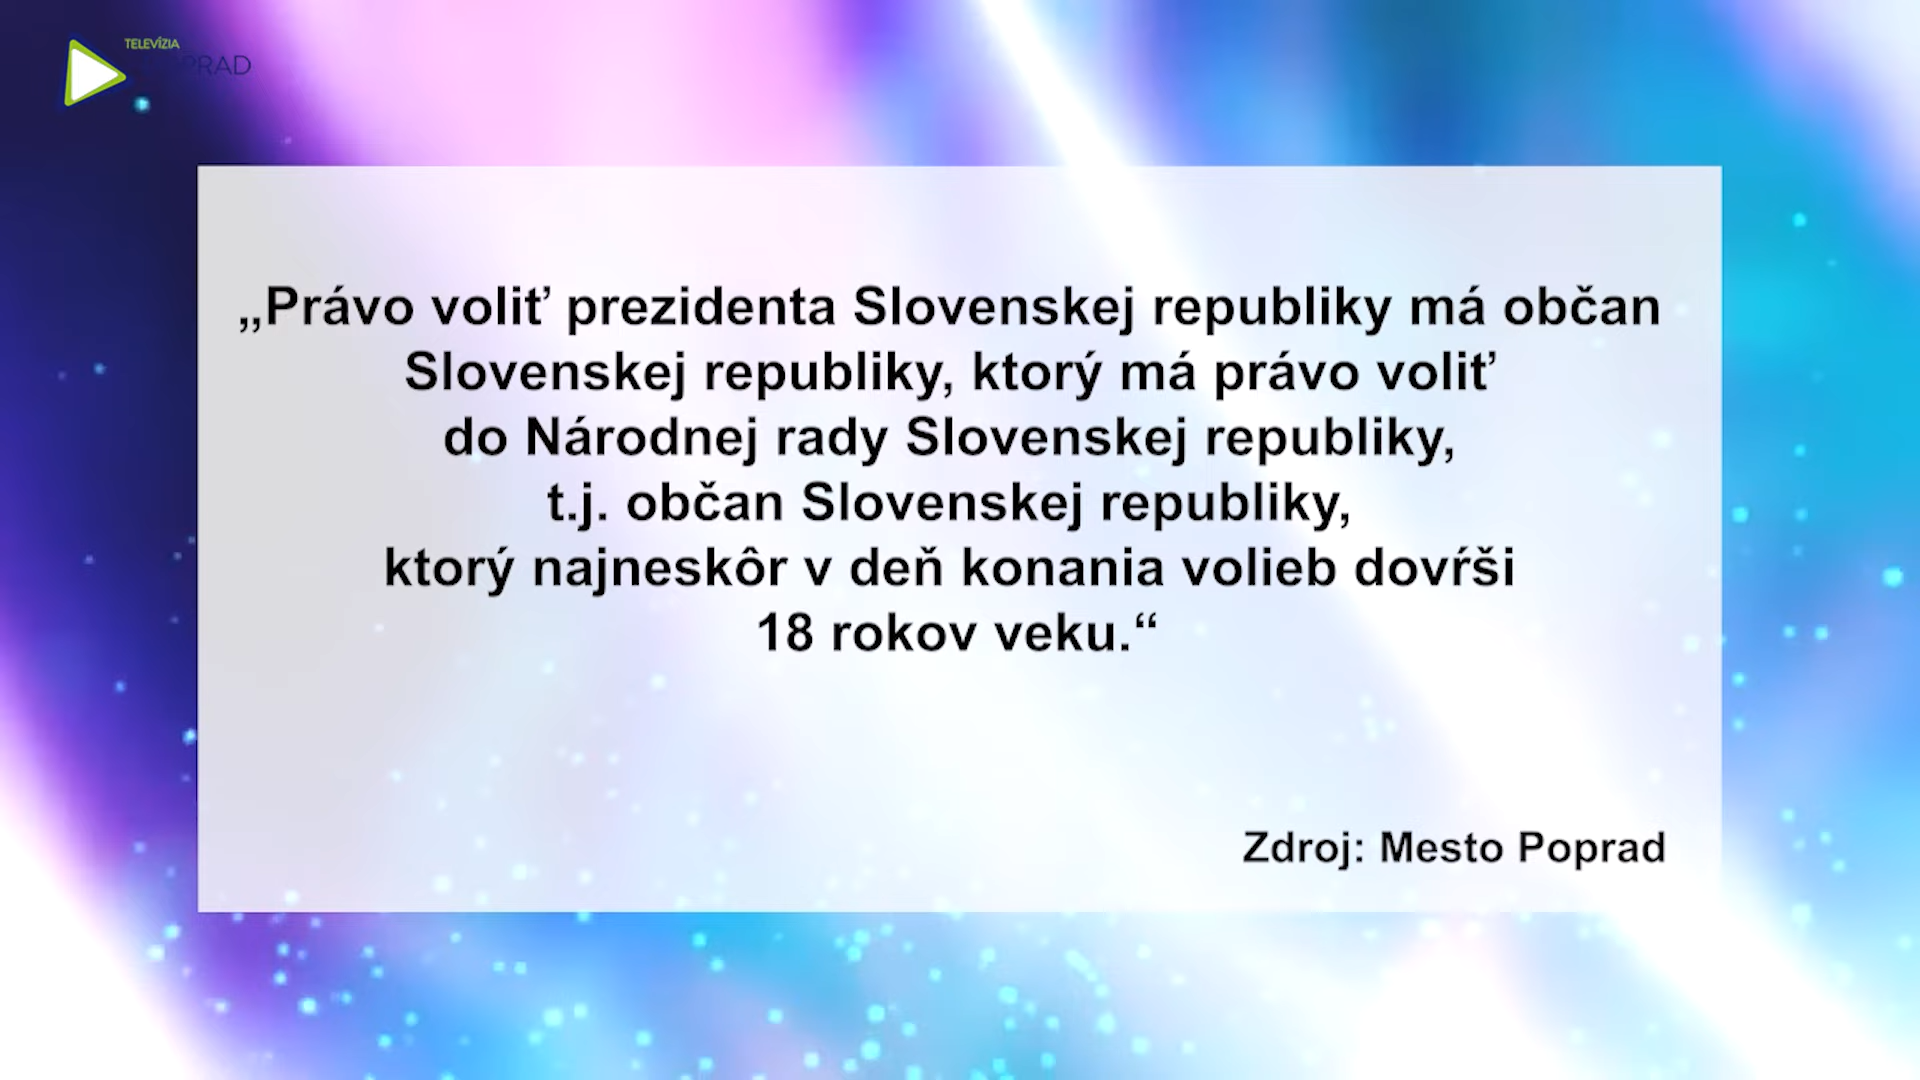 TELEVÍZIA
POPRAD
„Právo voliť prezidenta Slovenskej republiky má občan
Slovenskej republiky, ktorý má právo voliť
do Národnej rady Slovenskej republiky,
t.j. občan Slovenskej republiky,
ktorý najneskôr v deň konania volieb dovŕši
18 rokov veku.“
Zdroj: Mesto Poprad